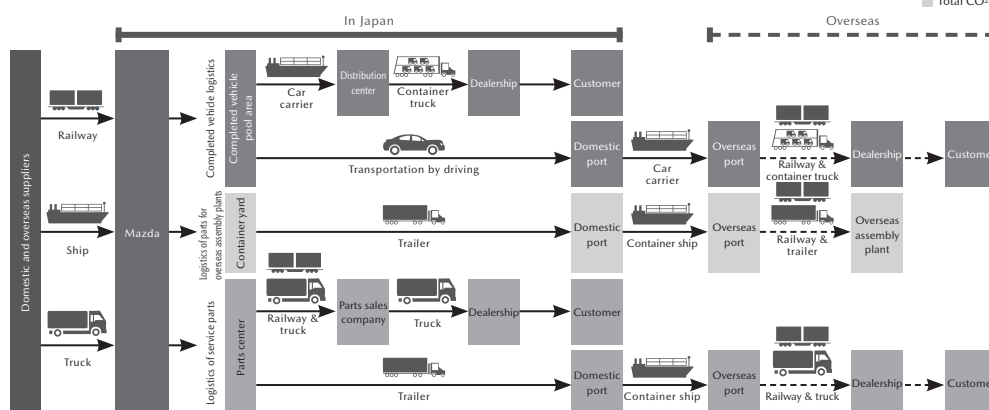 Total CO²
In Japan
Overseas
Domestic and overseas suppliers
Railway
Ship
Truck
Mazda
Completed vehicle logistics
Completed vehicle
pool area
Car
carrier
Distribution
center
Container
truck
Dealership
Customer
Transportation by driving
Domestic
port
Car
carrier
Overseas
port
Railway &
container truck
Dealership
Custome
Logistics of parts for
overseas assembly plants
Container yard
Trailer
Domestic
port
Container ship
Overseas
port
Railway &
trailer
Overseas
assembly
plant
Logistics of service parts
Parts center
Railway &
truck
Parts sales
company
Truck
Dealership
Customer
Trailer
Domestic
port
Container ship
Overseas
port
Railway & truck
Dealership
Custome